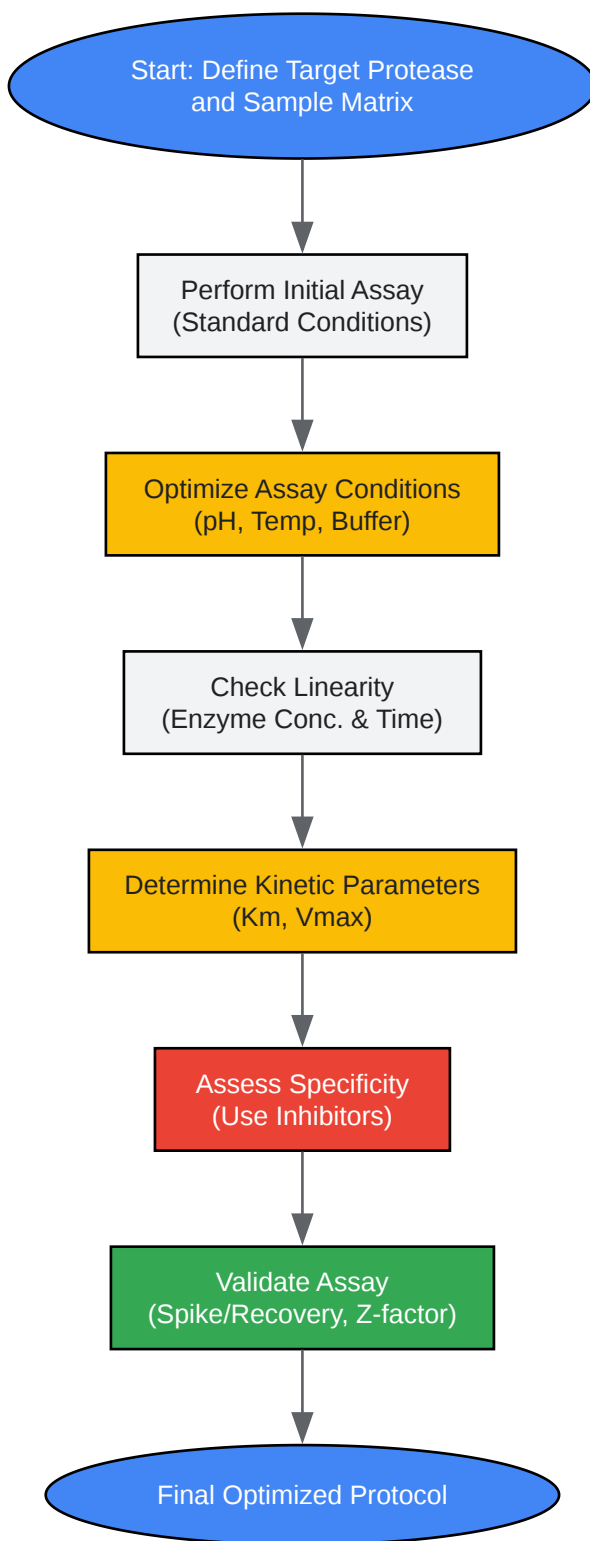 Start: Define Target Protease
and Sample Matrix
Perform Initial Assay
(Standard Conditions)
Optimize Assay Conditions
(pH, Temp, Buffer)
Check Linearity
(Enzyme Conc. & Time)
Determine Kinetic Parameters
(Km, Vmax)
Assess Specificity
(Use Inhibitors)
Validate Assay
(Spike/Recovery, Z-factor)
Final Optimized Protocol